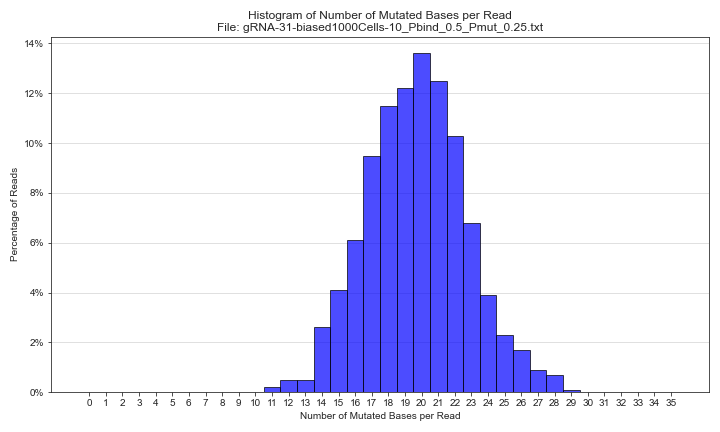 Histogram of Number of Mutated Bases per Read
File: gRNA-31-biased1000Cells-10_Pbind_0.5_Pmut_0.25.txt
14%
12%
10%
8%
6%
4%
2%
0%
Percentage of Reads
0 1 2 3 4 5 6 7 8 9 10 11 12 13 14 15 16 17 18 19 20 21 22 23 24 25 26 27 28 29 30 31 32 33 34 35
Number of Mutated Bases per Read